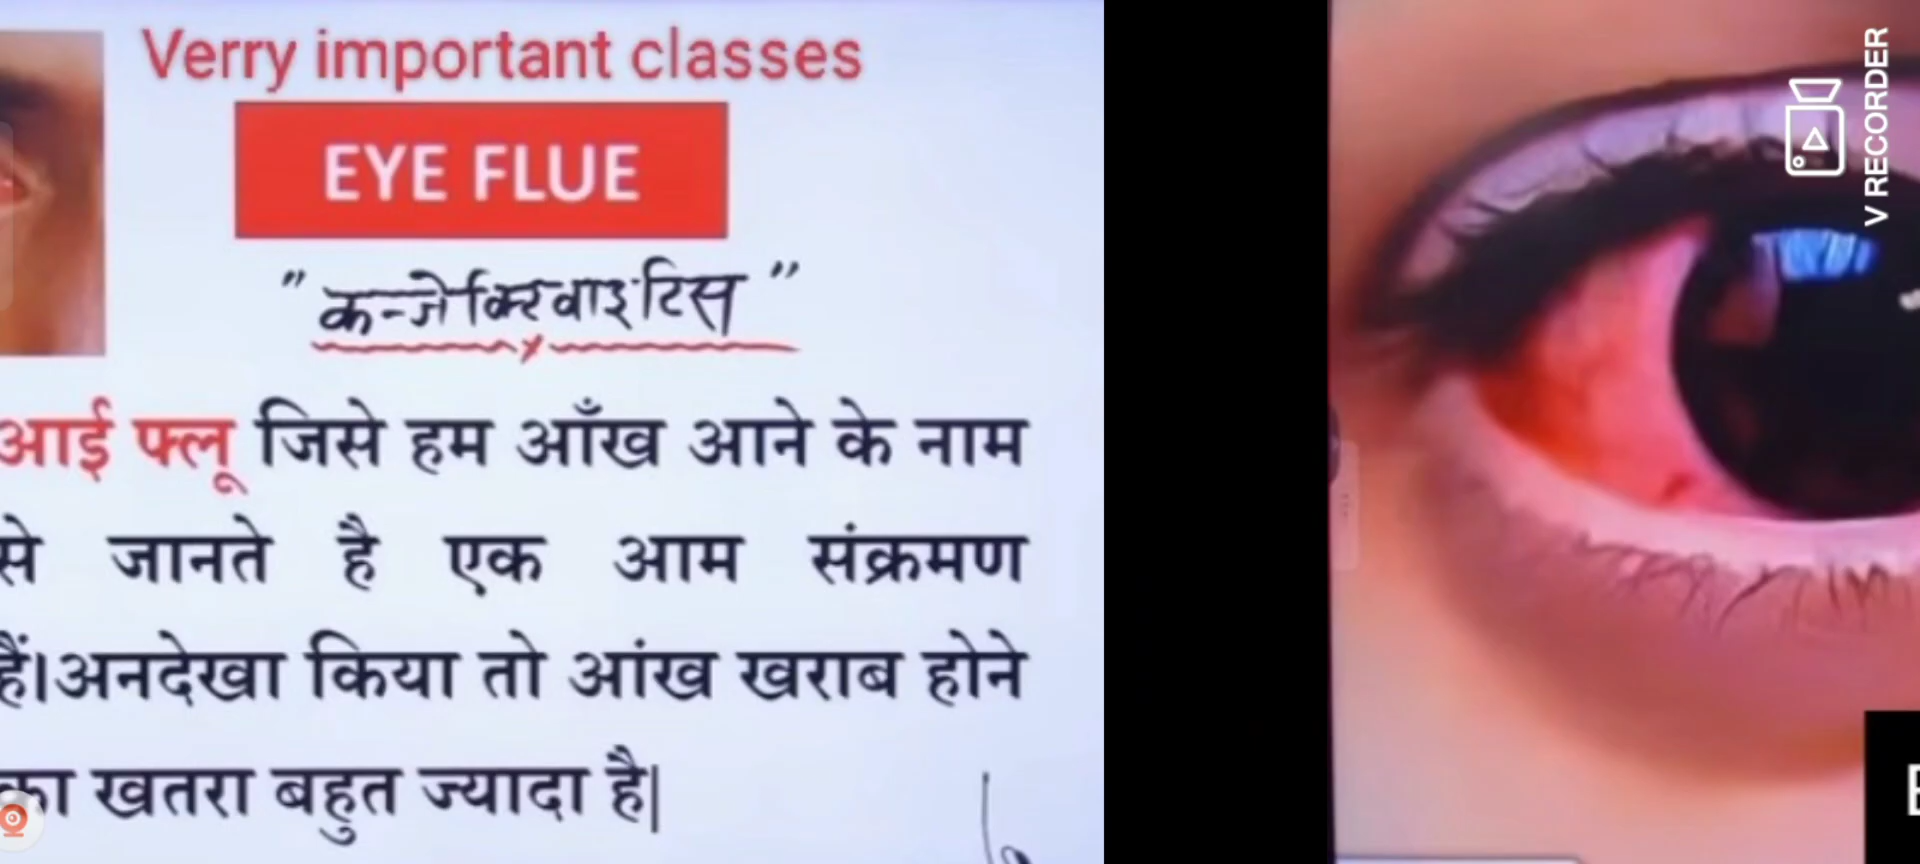 Verry important classes
EYE FLUE
" कन्जेक्टिवाइटिस "
आई फ्लू जिसे हम आँख आने के नाम
से जानते है एक आम संक्रमण
हैं।अनदेखा किया तो आंख खराब होने
का खतरा बहुत ज्यादा है|
V RECORDER